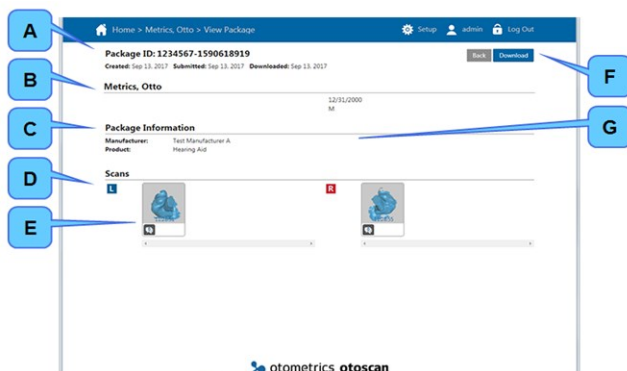 A
Home > Metrics, Otto > View Package
Setup
admin
Log Out
Package ID: 1234567-1590618919
Back
Download
Created: Sep 13. 2017 Submitted: Sep 13. 2017 Downloaded: Sep 13. 2017
F
B
Metrics, Otto
12/31/2000
M
C
Package Information
G
Manufacturer: Test Manufacturer A
Product: Hearing Aid
D
Scans
L
R
E
otometrics otoscan